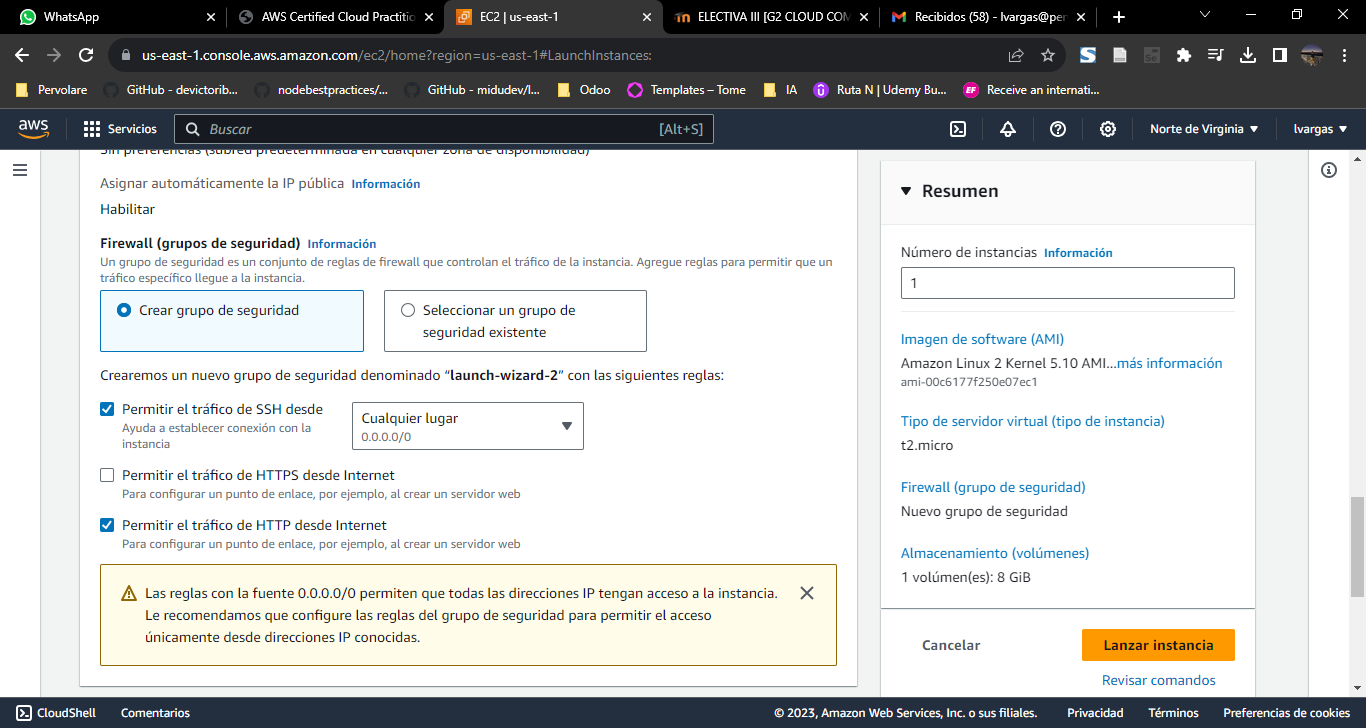 WhatsApp
AWS Certified Cloud Practitio
EC2 | us-east-1
ELECTIVA III [G2 CLOUD COM
Recibidos (58) - lvargas@per
us-east-1.console.aws.amazon.com/ec2/home?region=us-east-1#LaunchInstances:
Pervolare
GitHub - devictorib...
nodebestpractices/...
GitHub - midudev/l...
Odoo
Templates – Tome
IA
Ruta N | Udemy Bu...
Receive an internati...
aws
Servicios
Buscar
[Alt+S]
Norte de Virginia
lvargas
Sin preferencias (subred predeterminada en cualquier zona de disponibilidad)
Asignar automáticamente la IP pública Información
Habilitar
Firewall (grupos de seguridad) Información
Un grupo de seguridad es un conjunto de reglas de firewall que controlan el tráfico de la instancia. Agregue reglas para permitir que un
tráfico específico llegue a la instancia.
Crear grupo de seguridad
Seleccionar un grupo de
seguridad existente
Crearemos un nuevo grupo de seguridad denominado “launch-wizard-2” con las siguientes reglas:
Permitir el tráfico de SSH desde
Ayuda a establecer conexión con la
instancia
Cualquier lugar
0.0.0.0/0
Permitir el tráfico de HTTPS desde Internet
Para configurar un punto de enlace, por ejemplo, al crear un servidor web
Permitir el tráfico de HTTP desde Internet
Para configurar un punto de enlace, por ejemplo, al crear un servidor web
Las reglas con la fuente 0.0.0.0/0 permiten que todas las direcciones IP tengan acceso a la instancia.
Le recomendamos que configure las reglas del grupo de seguridad para permitir el acceso
únicamente desde direcciones IP conocidas.
Resumen
Número de instancias Información
1
Imagen de software (AMI)
Amazon Linux 2 Kernel 5.10 AMI...más información
ami-00c6177f250e07ec1
Tipo de servidor virtual (tipo de instancia)
t2.micro
Firewall (grupo de seguridad)
Nuevo grupo de seguridad
Almacenamiento (volúmenes)
1 volúmen(es): 8 GiB
Cancelar
Lanzar instancia
Revisar comandos
CloudShell
Comentarios
© 2023, Amazon Web Services, Inc. o sus filiales.
Privacidad
Términos
Preferencias de cookies